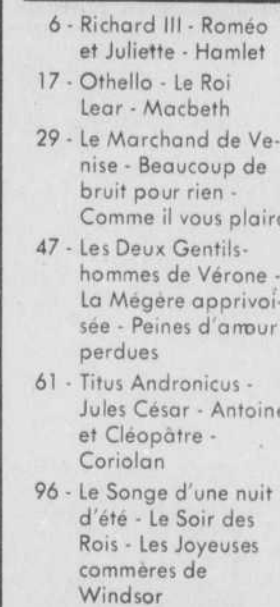 6 - Richard III - Roméo
et Juliette - Hamlet
17 - Othello - Le Roi
Lear - Macbeth
29 - Le Marchand de Ve-
nise - Beaucoup de
bruit pour rien -
Comme il vous plaira
47 - Les Deux Gentils-
hommes de Vérone -
La Mégère apprivoi-
sée - Peines d'amour
perdues
61 - Titus Andronicus -
Jules César - Antoine
et Cléopâtre -
Coriolan
96 - Le Songe d'une nuit
d'été - Le Soir des
Rois - Les Joyeuses
commères de
Windsor